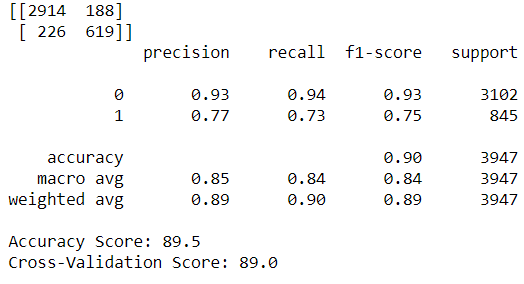 [[2914 188]
[ 226 619]]
precision recall f1-score support
0 0.93 0.94 0.93 3102
1 0.77 0.73 0.75 845
accuracy 0.90 3947
macro avg 0.85 0.84 0.84 3947
weighted avg 0.89 0.90 0.89 3947
Accuracy Score: 89.5
Cross-Validation Score: 89.0